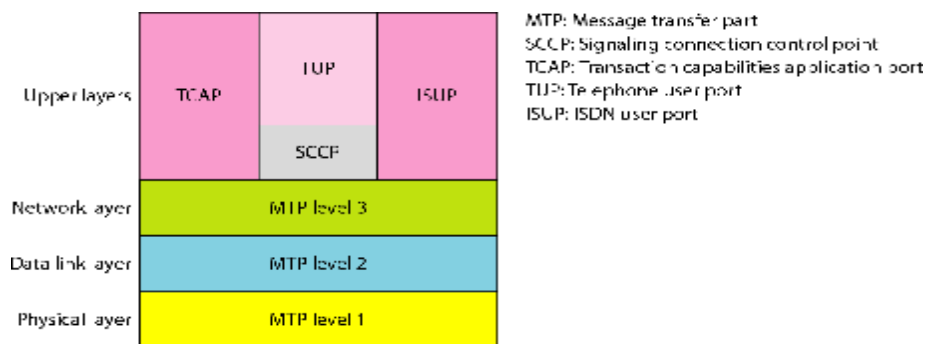 MTP: Message transfer part
SCCP: Signaling connection control point
TCAP: Transaction capabilities application port
TUP: Telephone user port
ISUP: ISDN user port
Upper layers
TCAP
TUP
ISUP
SCCP
Network layer
MTP level 3
Data link layer
MTP level 2
Physical layer
MTP level 1